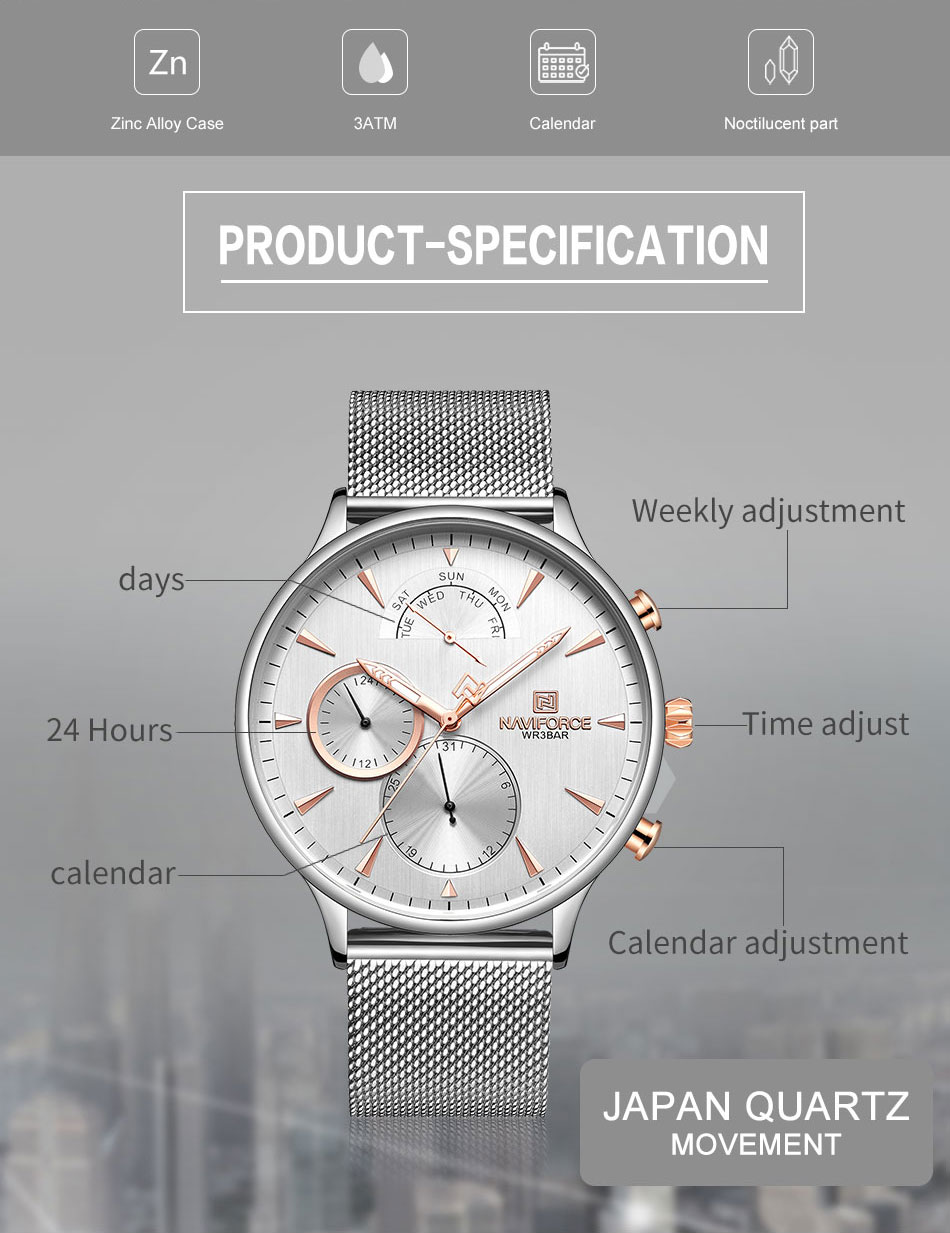 Zn
Zinc Alloy Case
3ATM
Calendar
Noctilucent part
PRODUCT-SPECIFICATION
Weekly adjustment
days
SUN
SAT
MON
WED
THU
TUE
FRI
24
24 Hours
12
NAVIFORCE
WR3BAR
Time adjust
31
25
6
19
12
calendar
Calendar adjustment
JAPAN QUARTZ
MOVEMENT